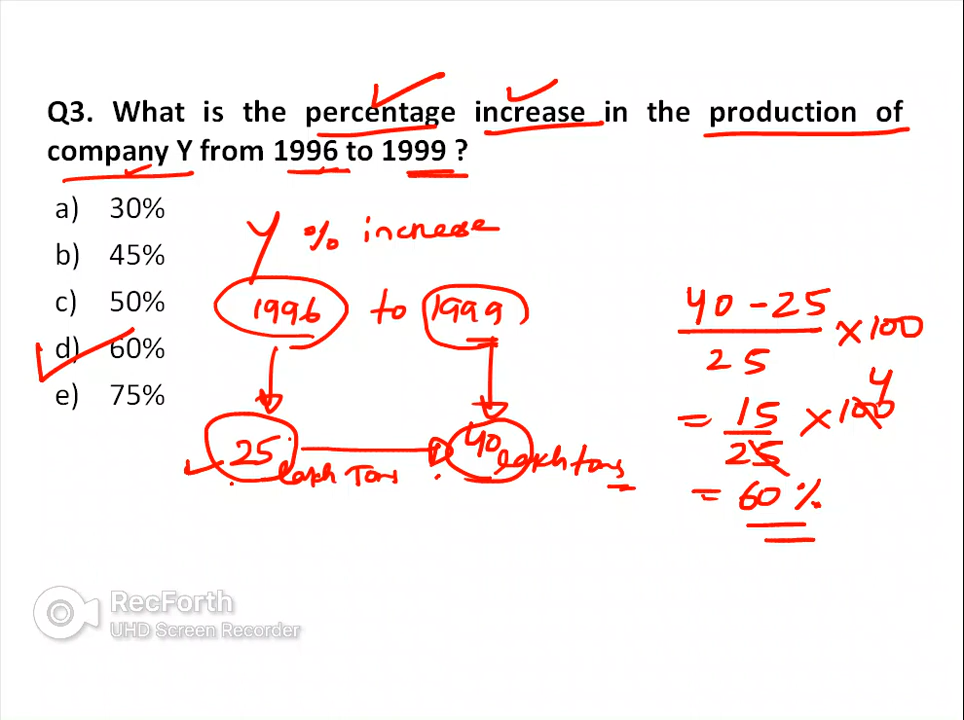 Q3. What is the percentage increase in the production of
company Y from 1996 to 1999 ?
a) 30%
b) 45%
c) 50%
d) 60%
e) 75%
Y % increase
1996 to 1999
25 Lakh Tons 40 Lakh tons
40 - 25
25
× 100
= 15
25
× 100 4
= 60 %
RecForth
UHD Screen Recorder